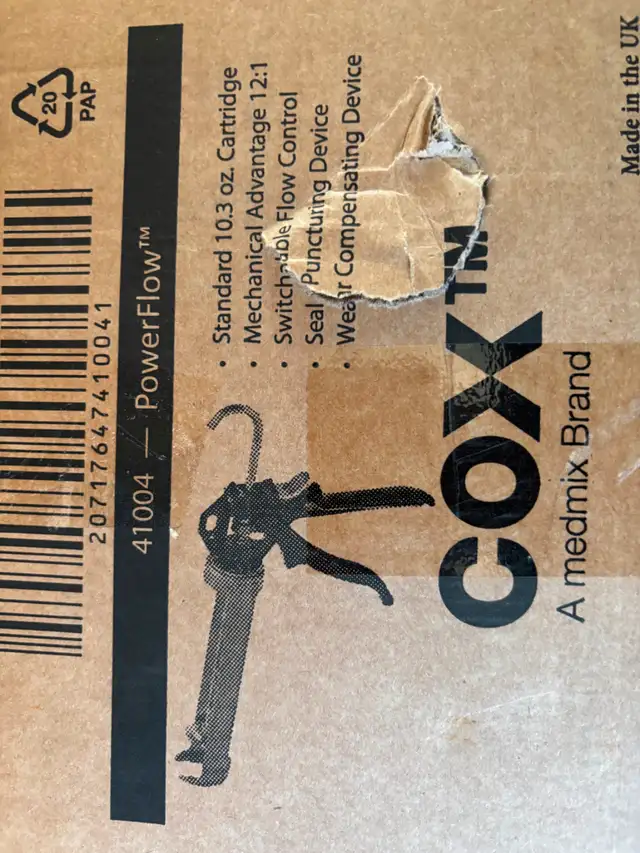 20
PAP
20717647410041
41004 — PowerFlow™
• Standard 10.3 oz. Cartridge
• Mechanical Advantage 12:1
• Switchable Flow Control
• Seal Puncturing Device
• Wear Compensating Device
COX™
A medmix Brand
Made in the UK